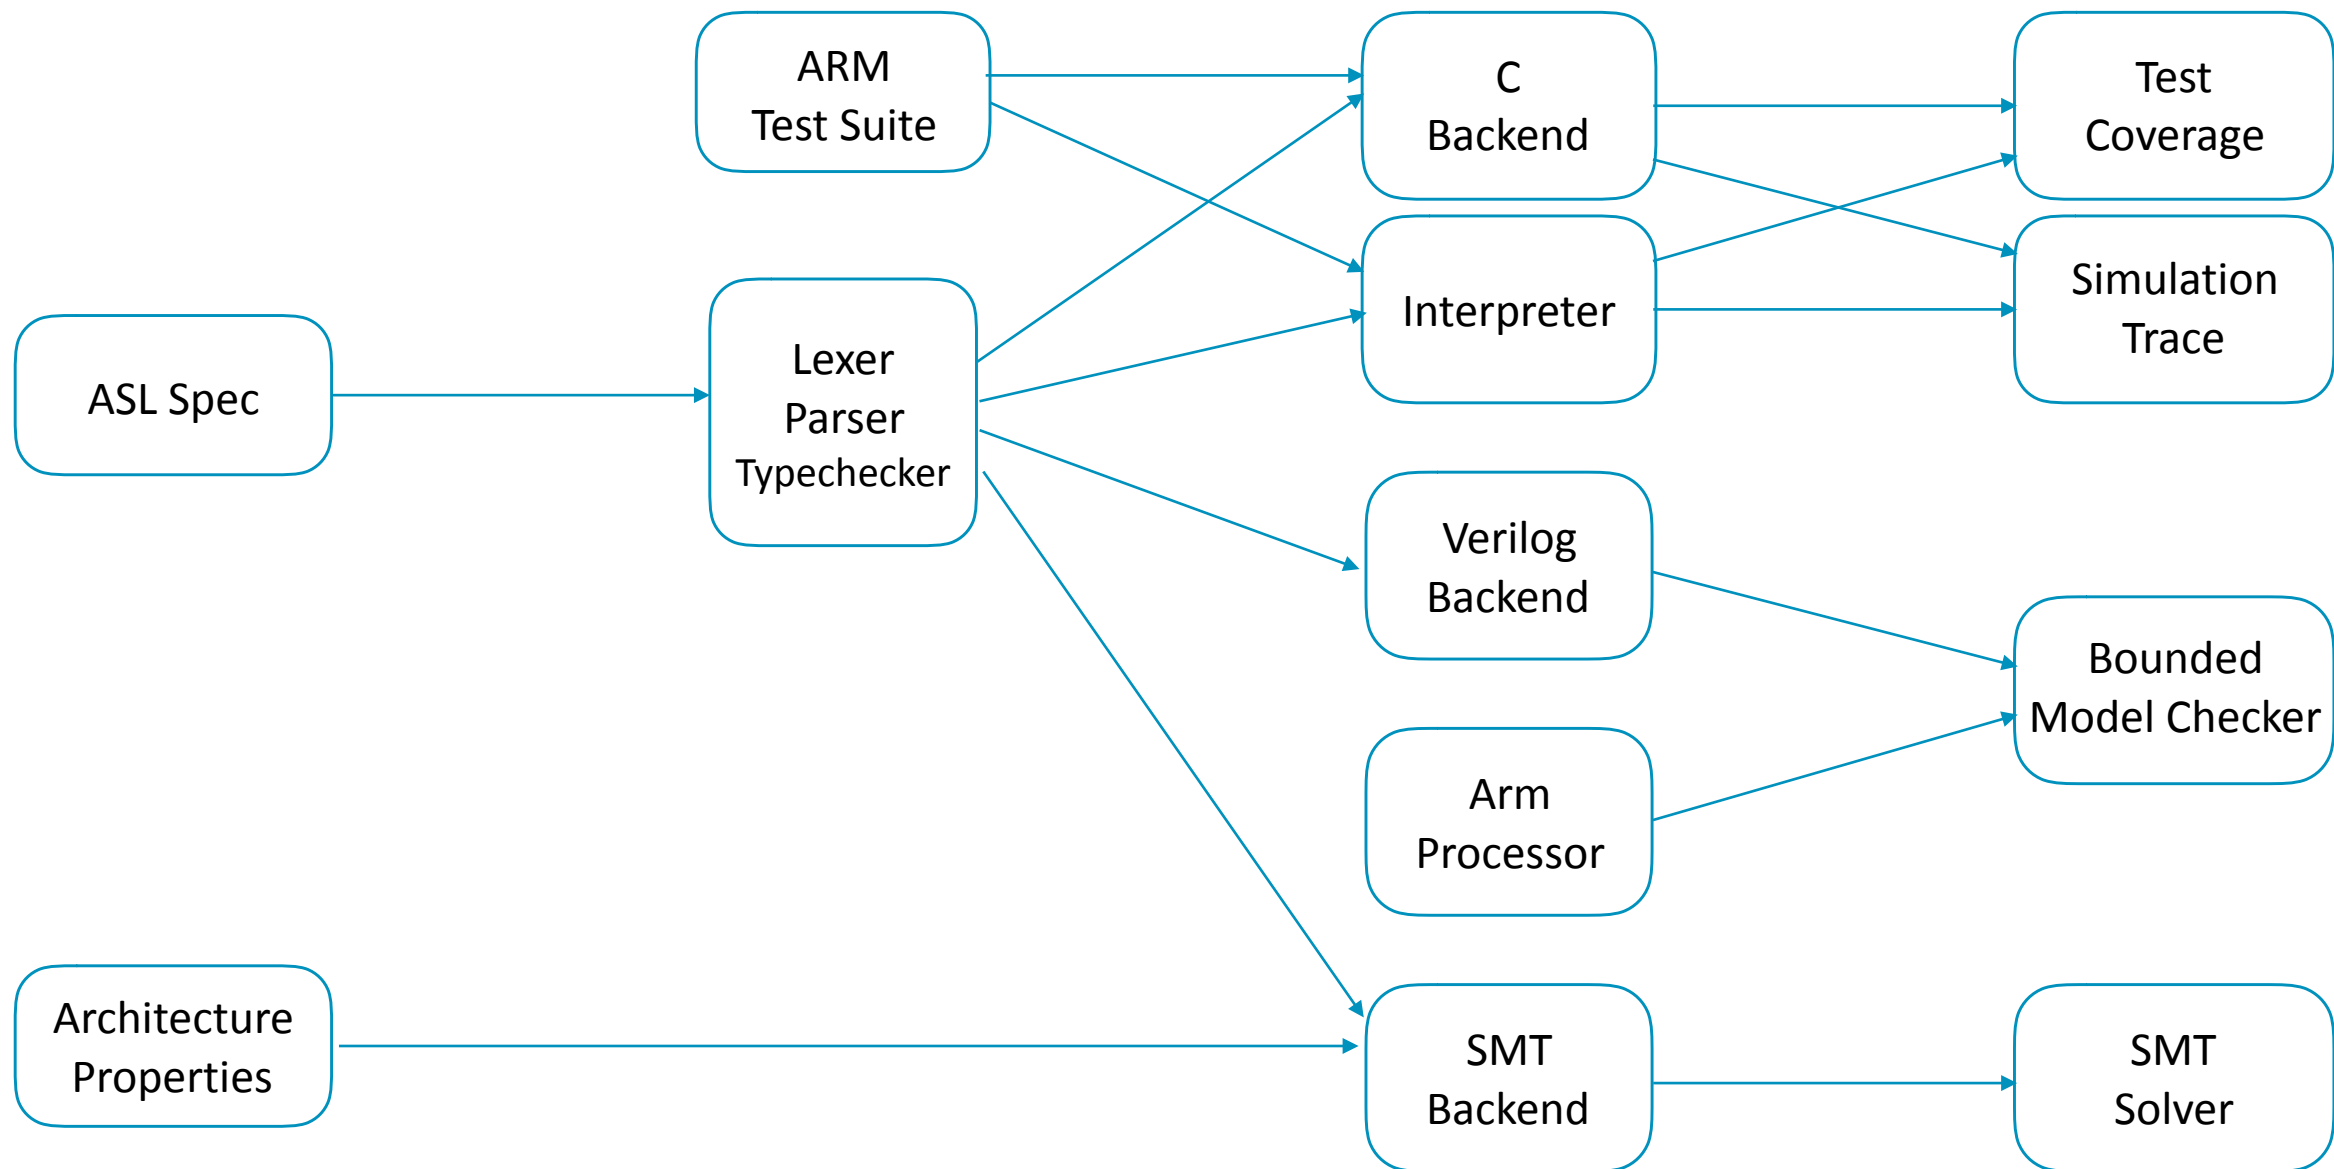 ARM
Test Suite
C
Backend
Test
Coverage
Interpreter
Simulation
Trace
ASL Spec
Lexer
Parser
Typechecker
Verilog
Backend
Bounded
Model Checker
Arm
Processor
Architecture
Properties
SMT
Backend
SMT
Solver